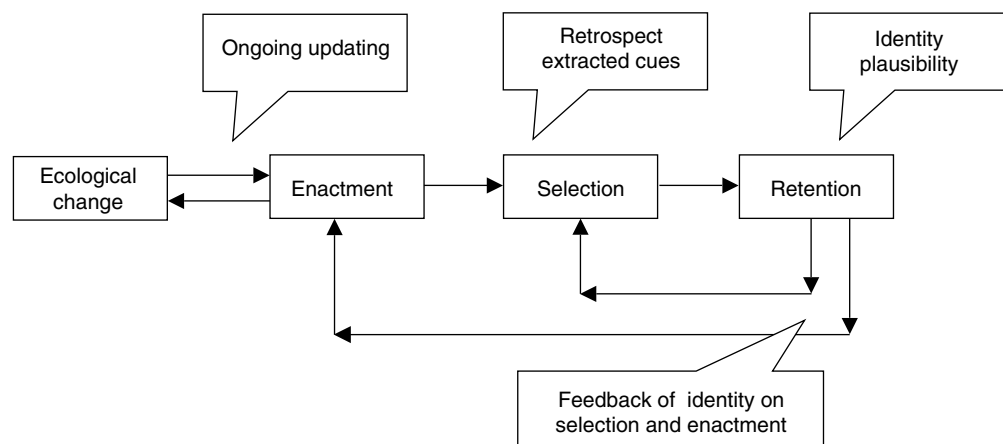 Ongoing updating
Retrospect
extracted cues
Identity
plausibility
Ecological
change
Enactment
Selection
Retention
Feedback of identity on
selection and enactment